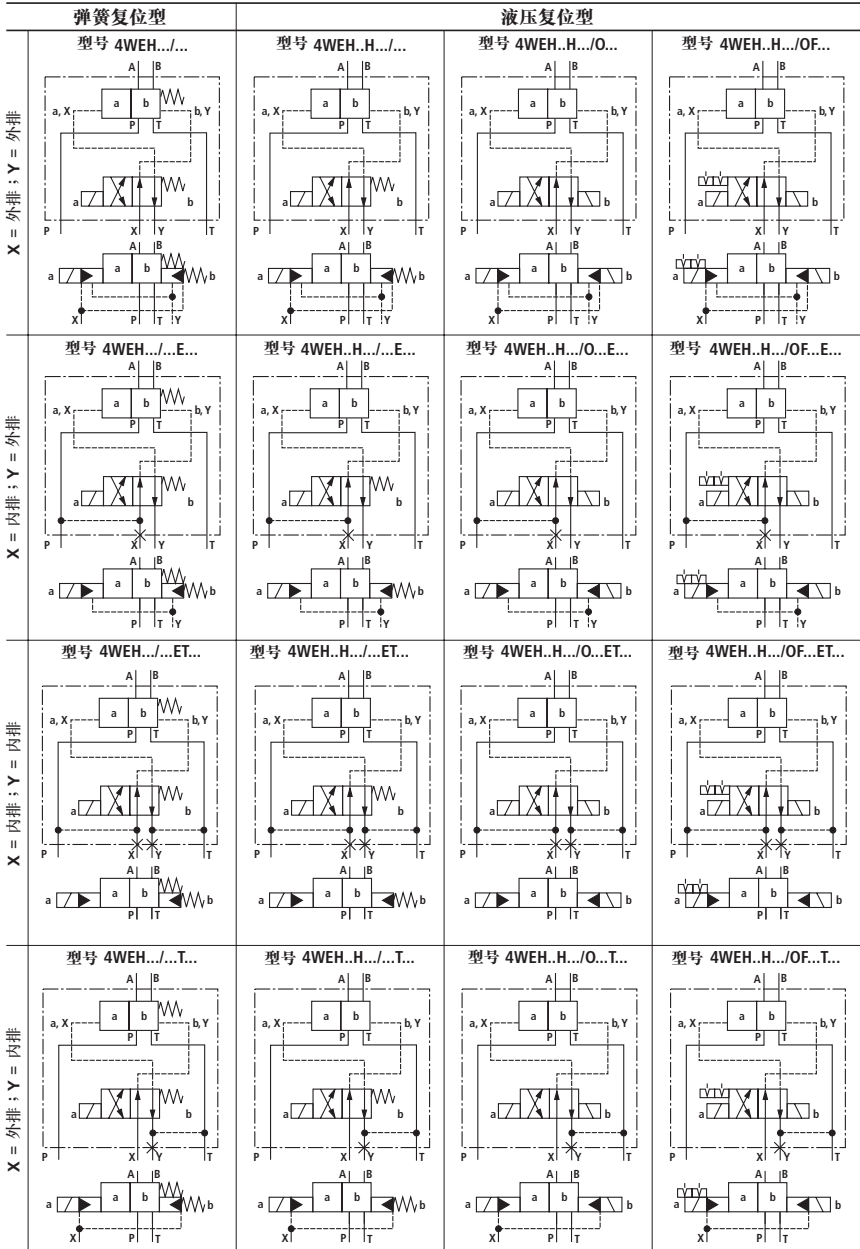 弹簧复位型 液压复位型
X = 外排 ; Y = 外排
型号 4WEH.../... 型号 4WEH..H.../... 型号 4WEH..H.../O... 型号 4WEH..H.../OF...
A B A B A B A B
a b a b a b a b
a, X b, Y a, X b, Y a, X b, Y a, X b, Y
P T P T P T P T
a b a b a b a b
P X Y T P X Y T P X Y T P X Y T
A B A B A B A B
a a b b a a b b a a b b a a b b
X P T Y X P T Y X P T Y X P T Y
X = 内排 ; Y = 外排
型号 4WEH.../...E... 型号 4WEH..H.../...E... 型号 4WEH..H.../O...E... 型号 4WEH..H.../OF...E...
A B A B A B A B
a b a b a b a b
a, X b, Y a, X b, Y a, X b, Y a, X b, Y
P T P T P T P T
a b a b a b a b
P X Y T P X Y T P X Y T P X Y T
A B A B A B A B
a a b b a a b b a a b b a a b b
P T Y P T Y P T Y P T Y
X = 内排 ; Y = 内排
型号 4WEH.../...ET... 型号 4WEH..H.../...ET... 型号 4WEH..H.../O...ET... 型号 4WEH..H.../OF...ET...
A B A B A B A B
a b a b a b a b
a, X b, Y a, X b, Y a, X b, Y a, X b, Y
P T P T P T P T
a b a b a b a b
P X Y T P X Y T P X Y T P X Y T
A B A B A B A B
a a b b a a b b a a b b a a b b
P T P T P T P T
X = 外排 ; Y = 内排
型号 4WEH.../...T... 型号 4WEH..H.../...T... 型号 4WEH..H.../O...T... 型号 4WEH..H.../OF...T...
A B A B A B A B
a b a b a b a b
a, X b, Y a, X b, Y a, X b, Y a, X b, Y
P T P T P T P T
a b a b a b a b
P X Y T P X Y T P X Y T P X Y T
A B A B A B A B
a a b b a a b b a a b b a a b b
X P T X P T X P T X P T